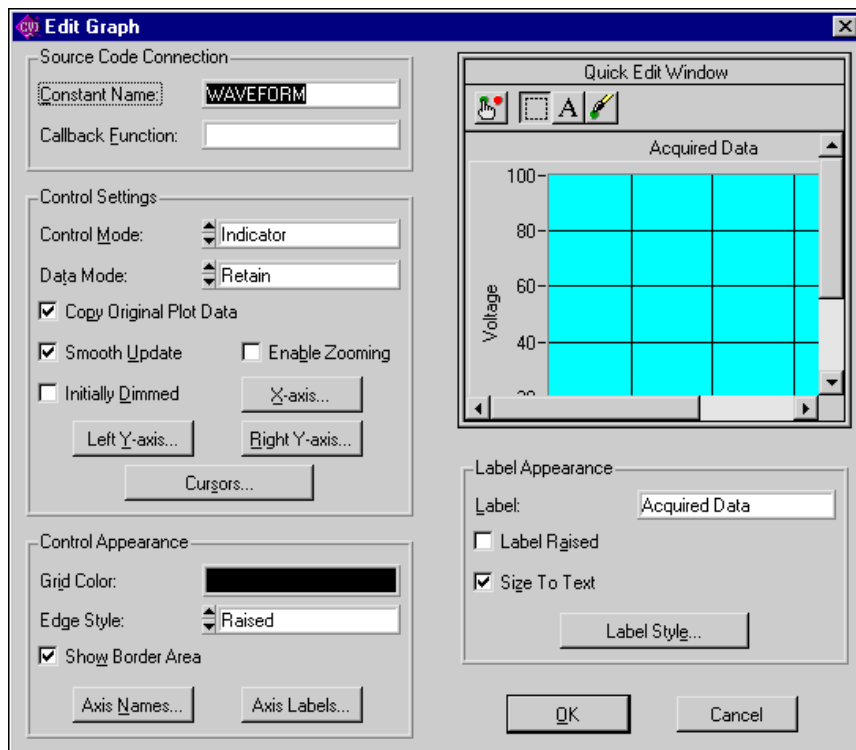 CVI Edit Graph
Source Code Connection
Constant Name: WAVEFORM
Callback Function:
Control Settings
Control Mode: Indicator
Data Mode: Retain
Copy Original Plot Data
Smooth Update Enable Zooming
Initially Dimmed X-axis...
Left Y-axis... Right Y-axis...
Cursors...
Control Appearance
Grid Color:
Edge Style: Raised
Show Border Area
Axis Names... Axis Labels...
Quick Edit Window
A
Acquired Data
100
80
60
40
20
Voltage
Label Appearance
Label: Acquired Data
Label Raised
Size To Text
Label Style...
OK Cancel